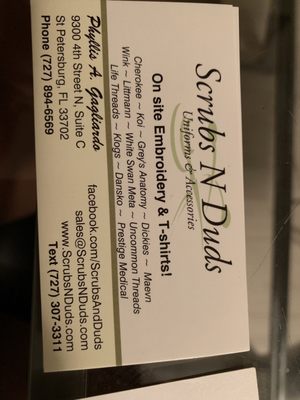 Scrubs N Duds
Uniforms & Accessories
Cherokee ~ Koi ~ Grey's Anatomy ~ Dickies ~ Maevn
Wink ~ Littmann ~ White Swan Meta ~ Uncommon Threads
Life Threads ~ Klogs ~ Dansko ~ Prestige Medical
On site Embroidery & T-shirts!
Phyllis A. Gagliardo
9300 4th Street N, Suite C
St Petersburg, FL 33702
Phone (727) 894-6569
facebook.com/ScrubsAndDuds
sales@ScrubsNDuds.com
www.ScrubsNDuds.com
Text (727) 307-3311